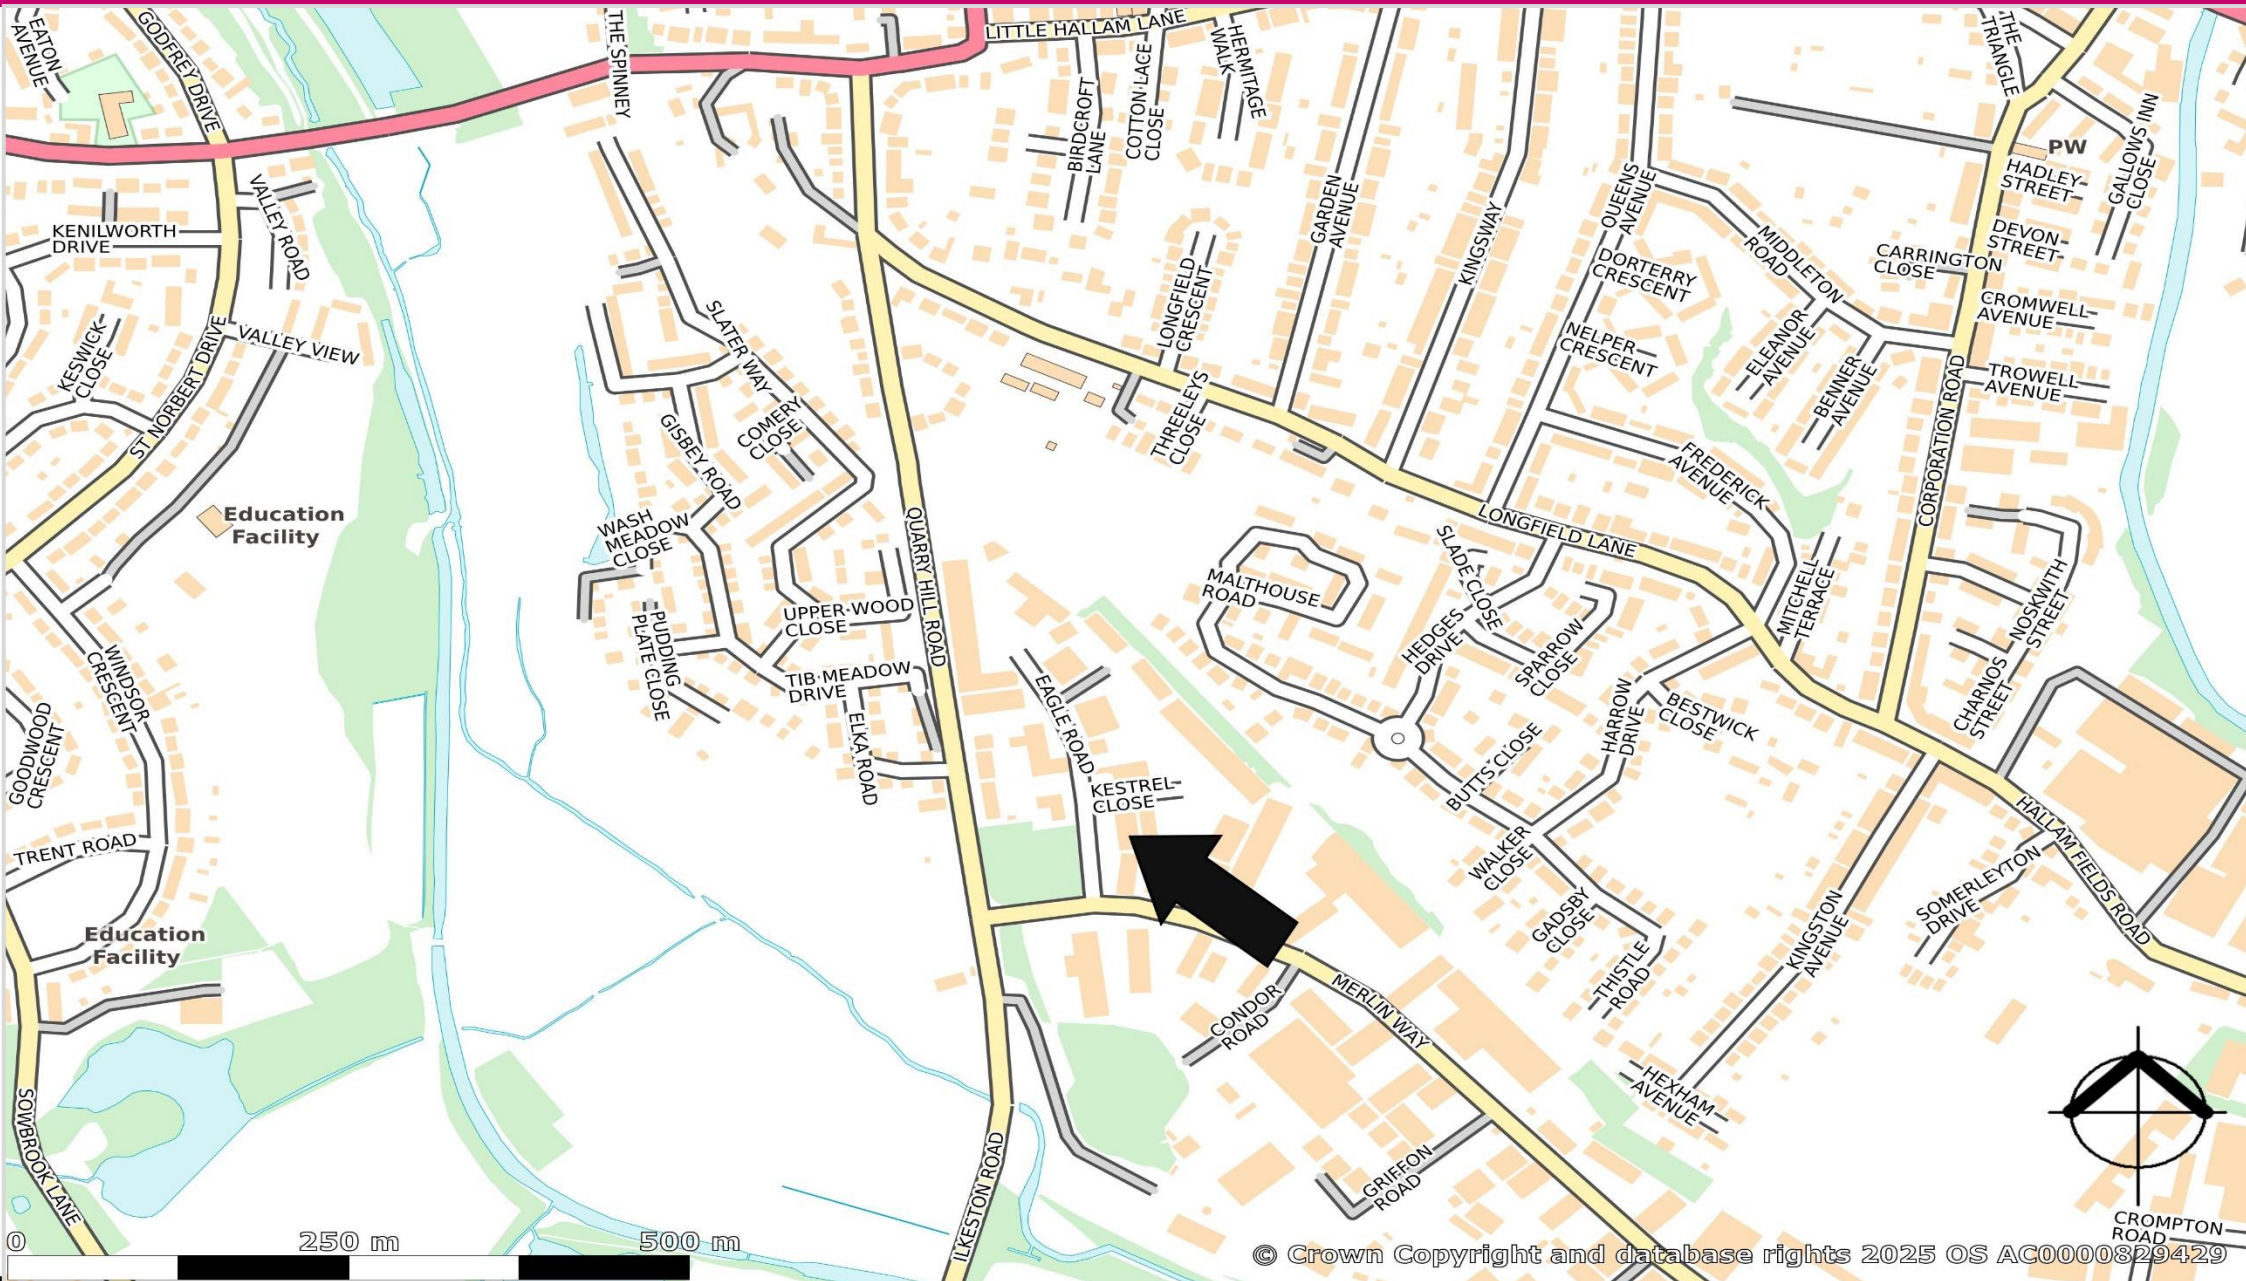 EATON
AVENUE
GODFREY DRIVE
THE SPINNEY
LITTLE HALLAM LANE
HERMITAGE
WALK
THE
TRIANGLE
BIRDCROFT
LANE
COTTON LACE
CLOSE
GALLOWS INN
CLOSE
PW
HADLEY
STREET
KENILWORTH
DRIVE
VALLEY ROAD
GARDEN
AVENUE
KINGSWAY
QUEENS
AVENUE
MIDDLETON
ROAD
DEVON
STREET
CARRINGTON
CLOSE
DORTERRY
CRESCENT
LONGFIELD
CRESCENT
CROMWELL
AVENUE
KESWICK
CLOSE
ST NORBERT DRIVE
VALLEY VIEW
SLATER WAY
NELPER
CRESCENT
ELEANOR
AVENUE
BENNER
AVENUE
TROWELL
AVENUE
CORPORATION ROAD
COMERY
CLOSE
GISBEY ROAD
THREELEYS
CLOSE
FREDERICK
AVENUE
Education
Facility
WASH
MEADOW
CLOSE
QUARRY HILL ROAD
LONGFIELD LANE
SLADE CLOSE
MALTHOUSE
ROAD
MITCHELL
TERRACE
NOSKWITH
STREET
UPPER WOOD
CLOSE
PUDDING
PLATE CLOSE
HEDGES
DRIVE
SPARROW
CLOSE
WINDSOR
CRESCENT
TIB MEADOW
DRIVE
EAGLE ROAD
CHARNOS
STREET
GOODWOOD
CRESCENT
ELKA ROAD
HARROW
DRIVE
BESTWICK
CLOSE
BUTTS CLOSE
KESTREL
CLOSE
HALLAM FIELDS ROAD
TRENT ROAD
WALKER
CLOSE
SOMERLEYTON
DRIVE
GADSBY
CLOSE
KINGSTON
AVENUE
Education
Facility
THISTLE
ROAD
MERLIN WAY
CONDOR
ROAD
HEXHAM
AVENUE
SOWBROOK LANE
ILKESTON ROAD
GRIFFON
ROAD
CROMPTON
ROAD
0 250 m 500 m
© Crown Copyright and database rights 2025 OS AC0000829429